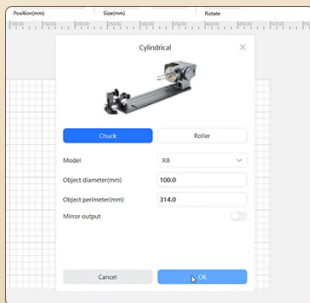 Position(mm) Size(mm) Rotate
Cylindrical
Chuck Roller
Model R8
Object diameter(mm) 100.0
Object perimeter(mm) 314.0
Mirror output
Cancel OK